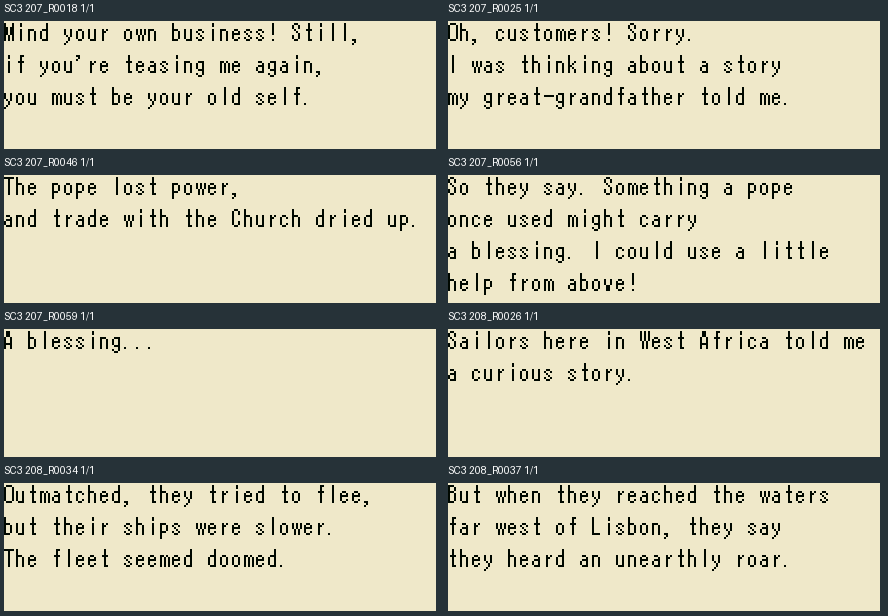 SC3 207_R0018 1/1
Mind your own business! Still,
if you're teasing me again,
you must be your old self.
SC3 207_R0025 1/1
Oh, customers! Sorry.
I was thinking about a story
my great-grandfather told me.
SC3 207_R0046 1/1
The pope lost power,
and trade with the Church dried up.
SC3 207_R0056 1/1
So they say. Something a pope
once used might carry
a blessing. I could use a little
help from above!
SC3 207_R0059 1/1
A blessing...
SC3 208_R0026 1/1
Sailors here in West Africa told me
a curious story.
SC3 208_R0034 1/1
Outmatched, they tried to flee,
but their ships were slower.
The fleet seemed doomed.
SC3 208_R0037 1/1
But when they reached the waters
far west of Lisbon, they say
they heard an unearthly roar.